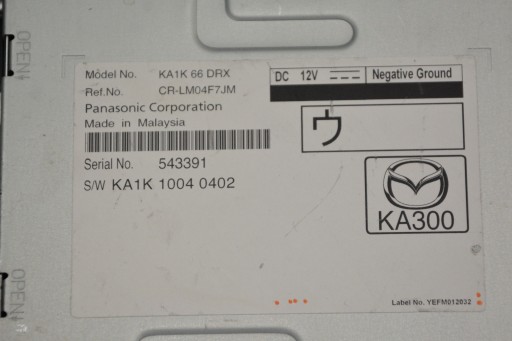 OPEN
Model No. KA1K 66 DRX
Ref.No. CR-LM04F7JM
Panasonic Corporation
Made in Malaysia
Serial No. 543391
S/W KA1K 1004 0402
DC 12V Negative Ground
ウ
KA300
OPEN
Label No. YEFM012832